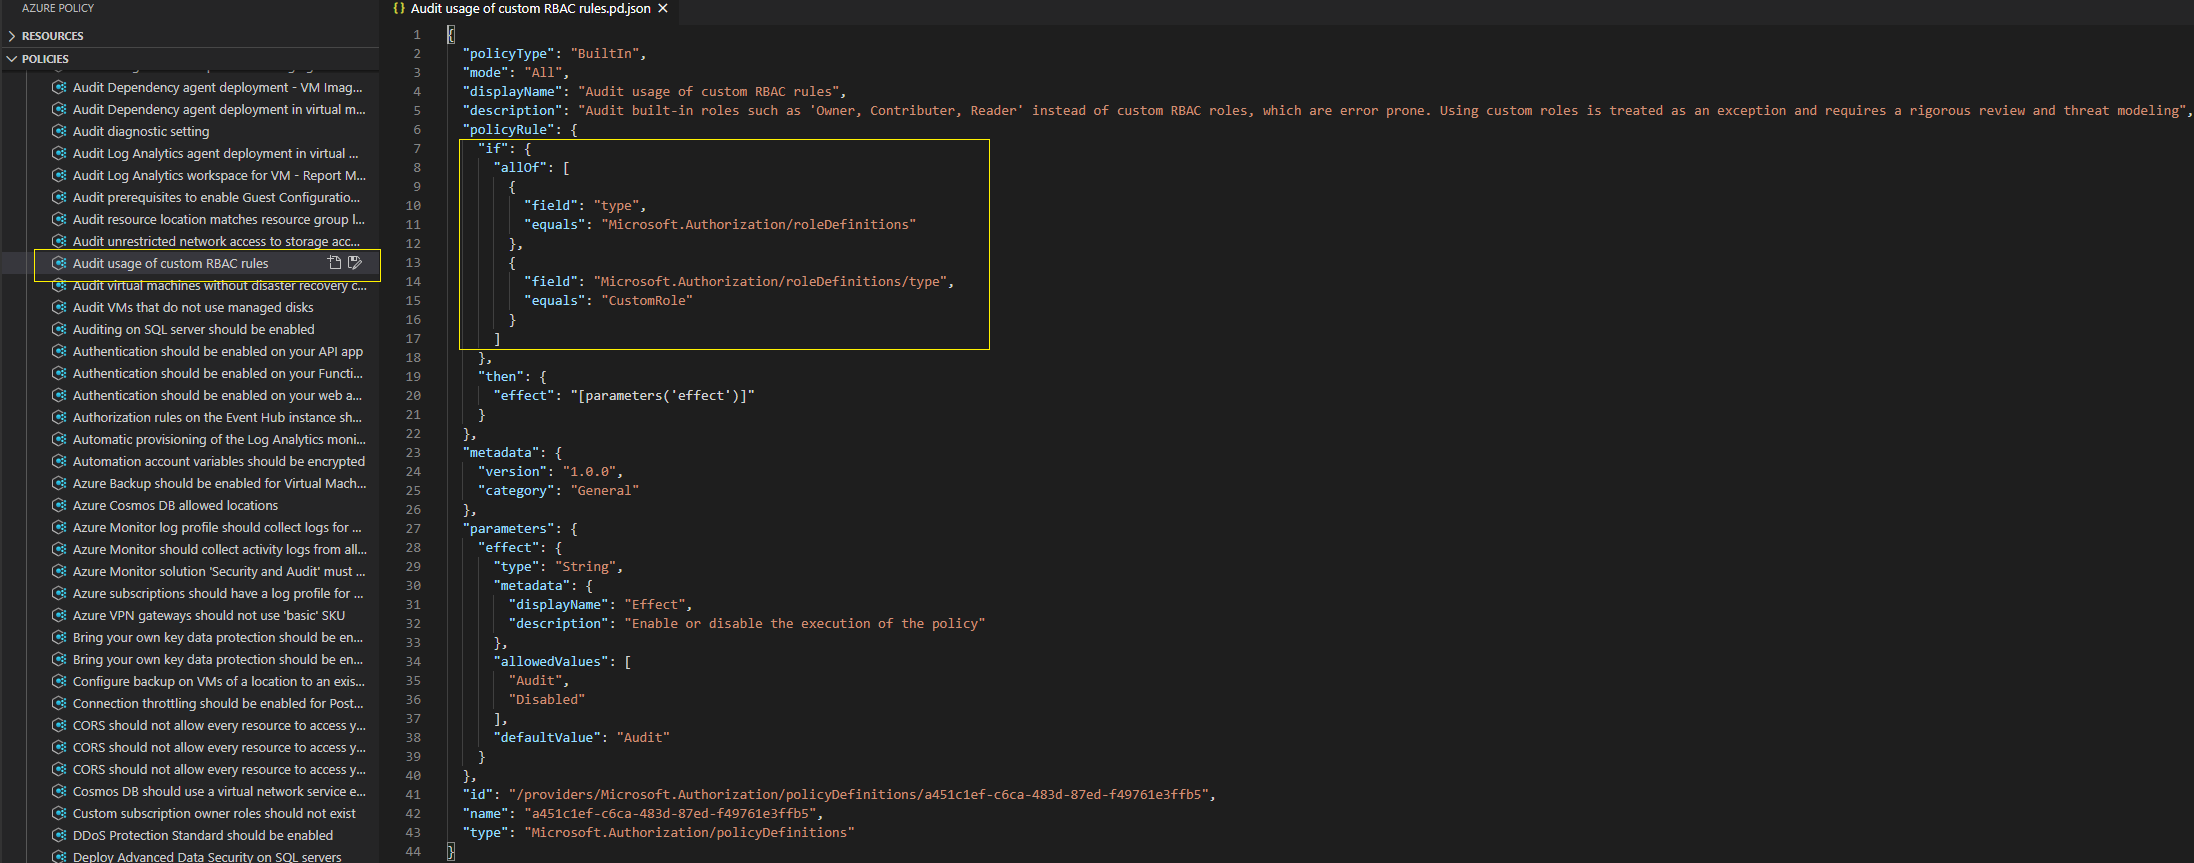 AZURE POLICY
RESOURCES
POLICIES
Audit Dependency agent deployment - VM Imag...
Audit Dependency agent deployment in virtual m...
Audit diagnostic setting
Audit Log Analytics agent deployment in virtual ...
Audit Log Analytics workspace for VM - Report M...
Audit prerequisites to enable Guest Configuratio...
Audit resource location matches resource group l...
Audit unrestricted network access to storage acc...
Audit usage of custom RBAC rules
Audit virtual machines without disaster recovery c...
Audit VMs that do not use managed disks
Auditing on SQL server should be enabled
Authentication should be enabled on your API app
Authentication should be enabled on your Functi...
Authentication should be enabled on your web a...
Authorization rules on the Event Hub instance sh...
Automatic provisioning of the Log Analytics moni...
Automation account variables should be encrypted
Azure Backup should be enabled for Virtual Mach...
Azure Cosmos DB allowed locations
Azure Monitor log profile should collect logs for ...
Azure Monitor should collect activity logs from all...
Azure Monitor solution 'Security and Audit' must ...
Azure subscriptions should have a log profile for ...
Azure VPN gateways should not use 'basic' SKU
Bring your own key data protection should be en...
Bring your own key data protection should be en...
Configure backup on VMs of a location to an exis...
Connection throttling should be enabled for Post...
CORS should not allow every resource to access y...
CORS should not allow every resource to access y...
CORS should not allow every resource to access y...
Cosmos DB should use a virtual network service e...
Custom subscription owner roles should not exist
DDoS Protection Standard should be enabled
Deploy Advanced Data Security on SQL servers
{} Audit usage of custom RBAC rules.pd.json ×
1 {
2 "policyType": "BuiltIn",
3 "mode": "All",
4 "displayName": "Audit usage of custom RBAC rules",
5 "description": "Audit built-in roles such as 'Owner, Contributer, Reader' instead of custom RBAC roles, which are error prone. Using custom roles is treated as an exception and requires a rigorous review and threat modeling",
6 "policyRule": {
7 "if": {
8 "allOf": [
9 {
10 "field": "type",
11 "equals": "Microsoft.Authorization/roleDefinitions"
12 },
13 {
14 "field": "Microsoft.Authorization/roleDefinitions/type",
15 "equals": "CustomRole"
16 }
17 ]
18 },
19 "then": {
20 "effect": "[parameters('effect')]"
21 }
22 },
23 "metadata": {
24 "version": "1.0.0",
25 "category": "General"
26 },
27 "parameters": {
28 "effect": {
29 "type": "String",
30 "metadata": {
31 "displayName": "Effect",
32 "description": "Enable or disable the execution of the policy"
33 },
34 "allowedValues": [
35 "Audit",
36 "Disabled"
37 ],
38 "defaultValue": "Audit"
39 }
40 },
41 "id": "/providers/Microsoft.Authorization/policyDefinitions/a451c1ef-c6ca-483d-87ed-f49761e3ffb5",
42 "name": "a451c1ef-c6ca-483d-87ed-f49761e3ffb5",
43 "type": "Microsoft.Authorization/policyDefinitions"
44 }